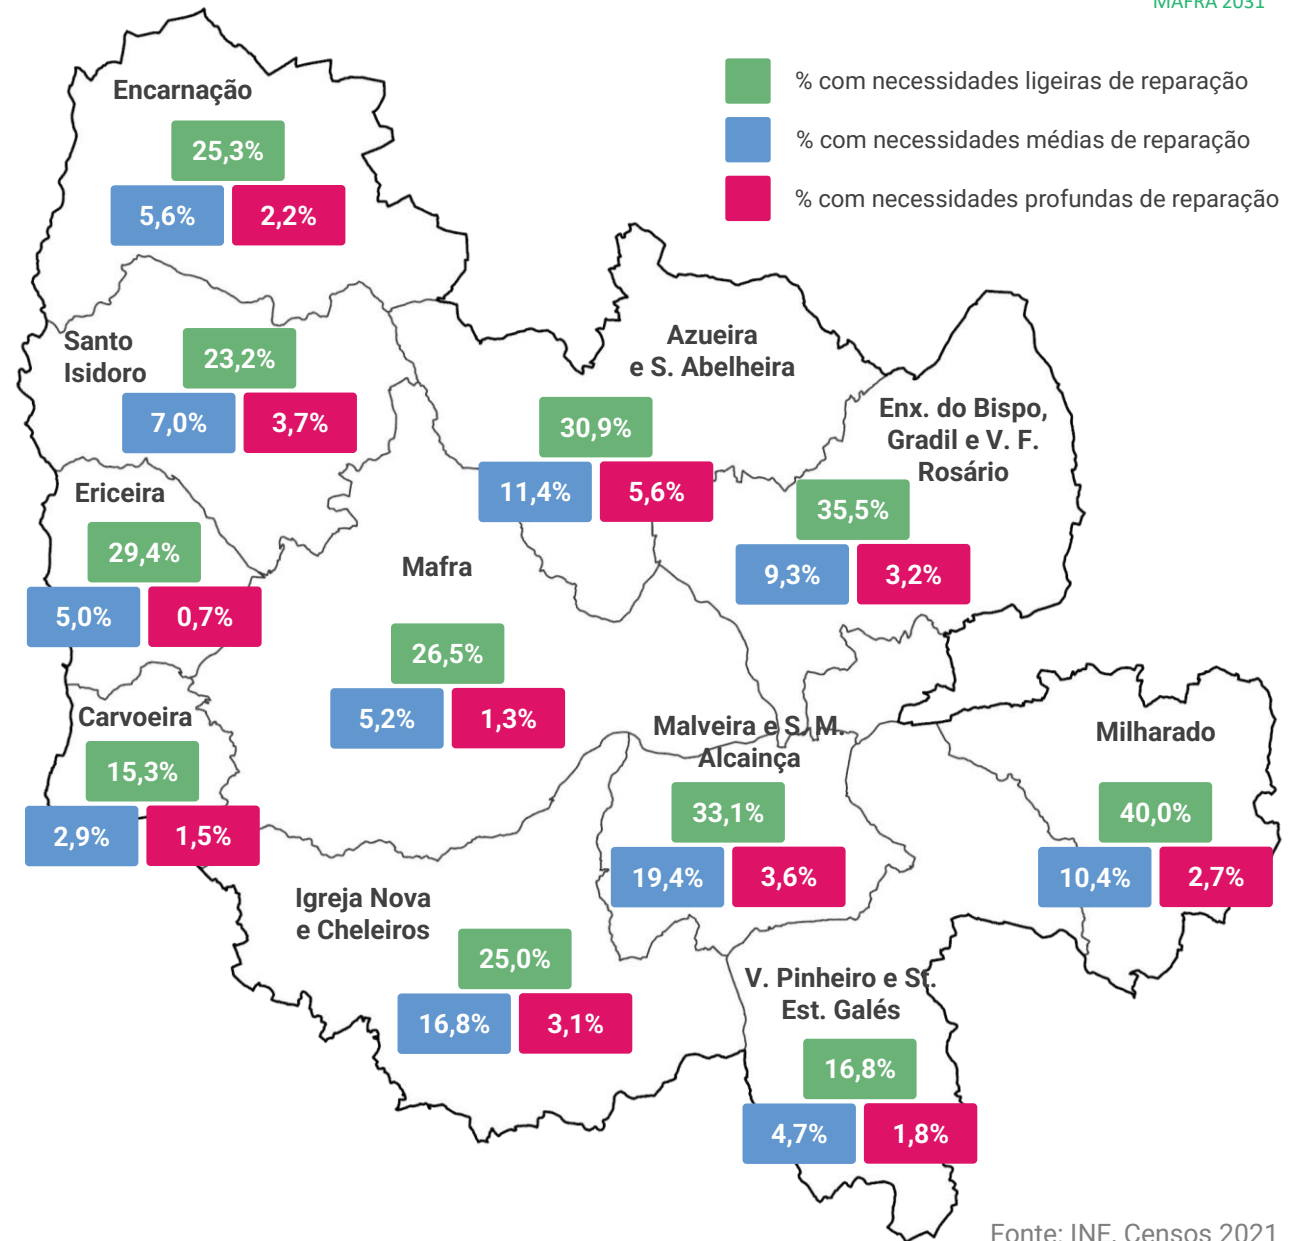 MAFRA 2031
% com necessidades ligeiras de reparação
% com necessidades médias de reparação
% com necessidades profundas de reparação
Encarnação
25,3%
5,6% 2,2%
Santo
Isidoro
23,2%
7,0% 3,7%
Azueira
e S. Abelheira
30,9%
11,4% 5,6%
Enx. do Bispo,
Gradil e V. F.
Rosário
35,5%
9,3% 3,2%
Ericeira
29,4%
5,0% 0,7%
Mafra
26,5%
5,2% 1,3%
Carvoeira
15,3%
2,9% 1,5%
Malveira e S. M.
Alcainça
33,1%
19,4% 3,6%
Milharado
40,0%
10,4% 2,7%
Igreja Nova
e Cheleiros
25,0%
16,8% 3,1%
V. Pinheiro e St.
Est. Galés
16,8%
4,7% 1,8%
Fonte: INE, Censos 2021